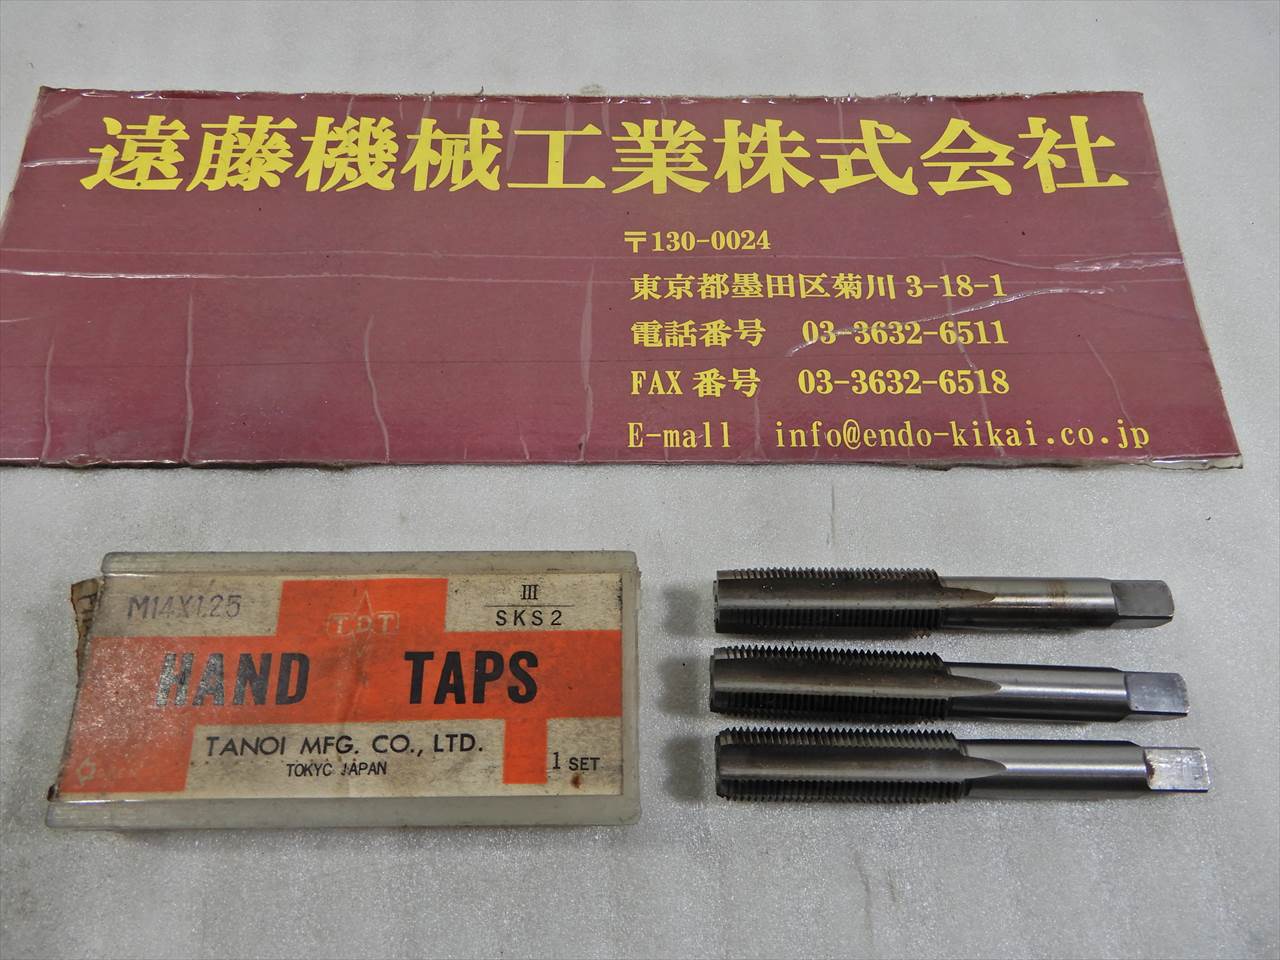 遠藤機械工業株式会社
〒130-0024
東京都墨田区菊川 3-18-1
電話番号 03-3632-6511
FAX 番号 03-3632-6518
E-mall info@endo-kikai.co.jp
M14X1.25
III
SKS2
TDT
HAND TAPS
TANOI MFG. CO., LTD.
TOKYO JAPAN
1 SET